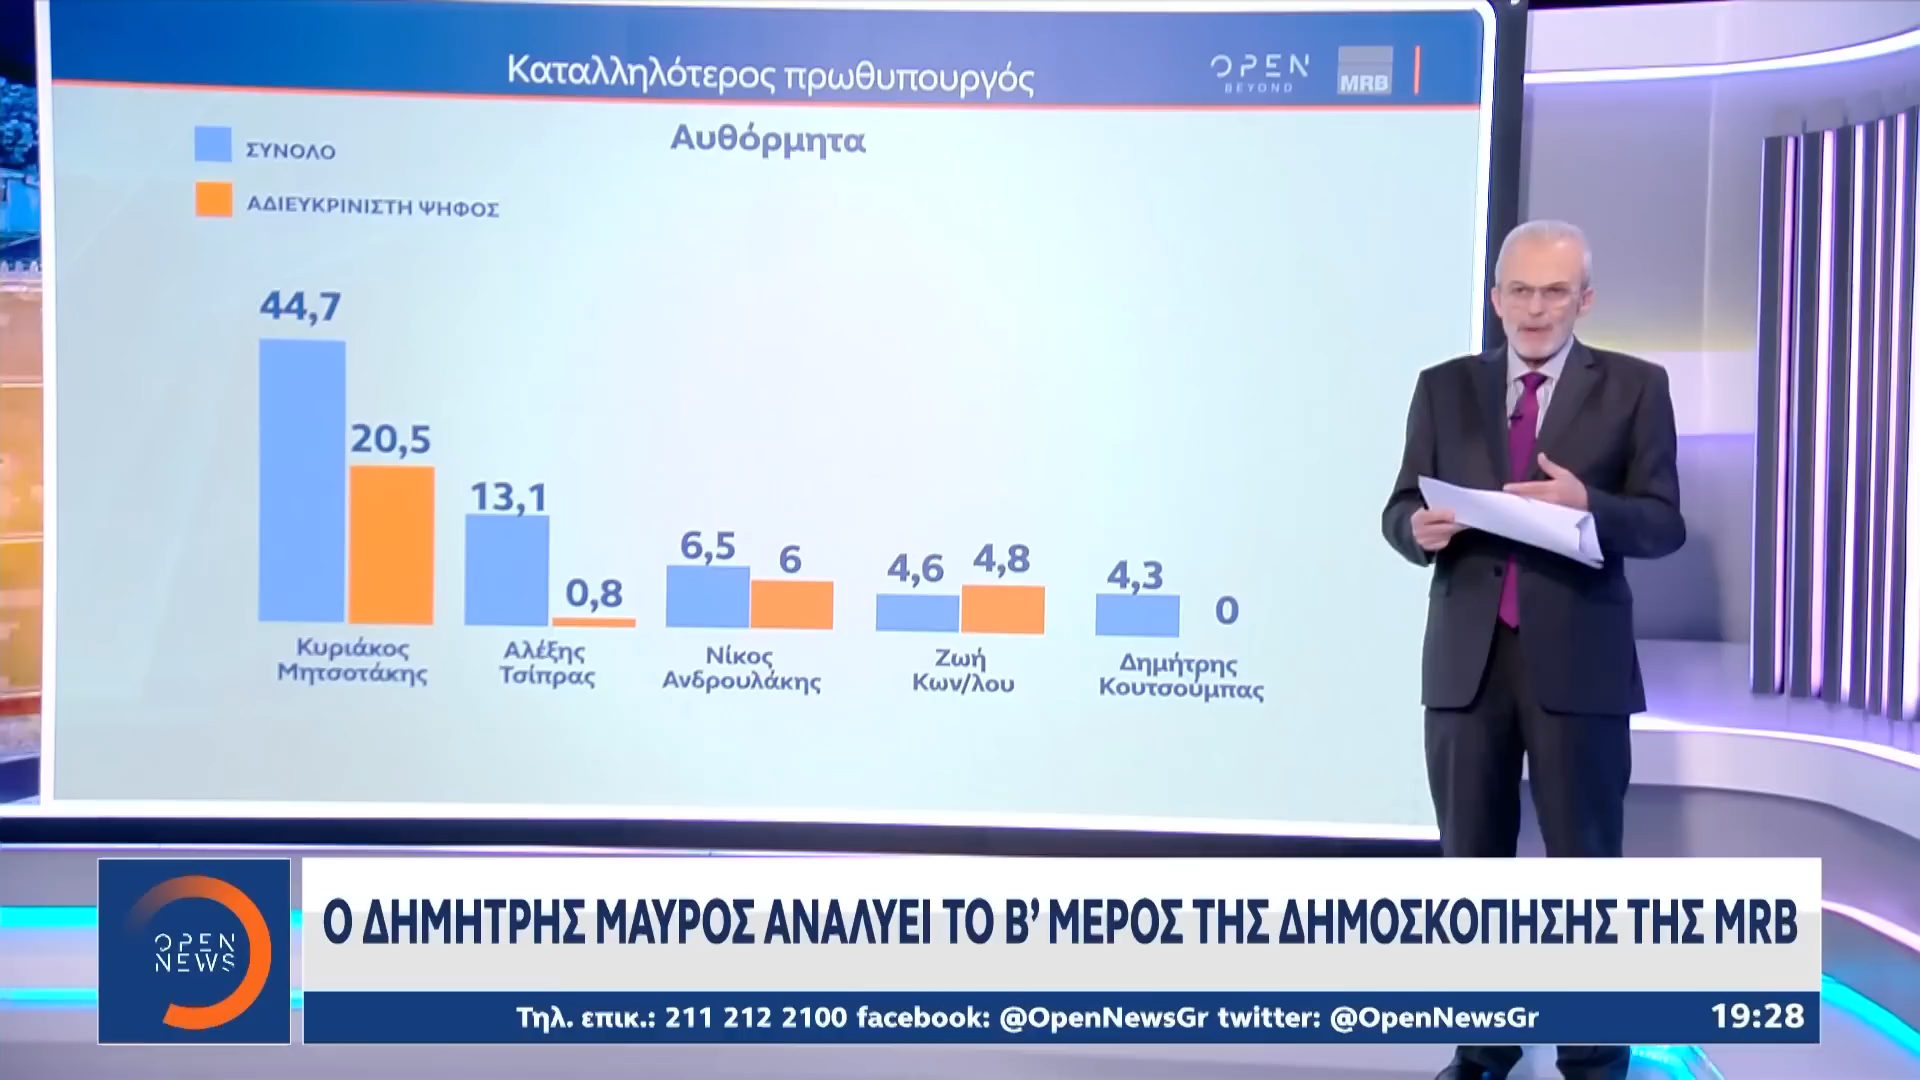 Καταλληλότερος πρωθυπουργός
OPEN
BEYOND
MRB
Αυθόρμητα
ΣΥΝΟΛΟ
ΑΔΙΕΥΚΡΙΝΙΣΤΗ ΨΗΦΟΣ
44,7
20,5
13,1
0,8
6,5
6
4,6
4,8
4,3
0
Κυριάκος
Μητσοτάκης
Αλέξης
Τσίπρας
Νίκος
Ανδρουλάκης
Ζωή
Κων/λου
Δημήτρης
Κουτσούμπας
OPEN
NEWS
Ο ΔΗΜΗΤΡΗΣ ΜΑΥΡΟΣ ΑΝΑΛΥΕΙ ΤΟ Β’ ΜΕΡΟΣ ΤΗΣ ΔΗΜΟΣΚΟΠΗΣΗΣ ΤΗΣ MRB
Τηλ. επικ.: 211 212 2100 facebook: @OpenNewsGr twitter: @OpenNewsGr
19:28